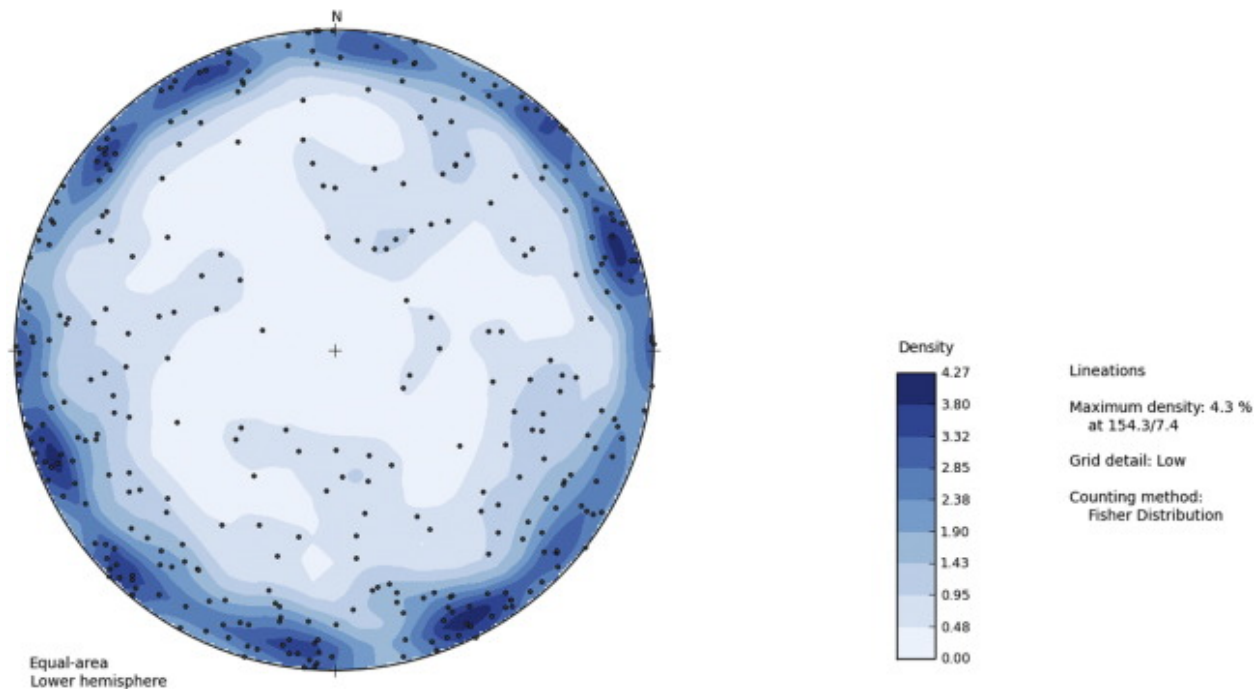 N
Equal-area
Lower hemisphere
Density
4.27
3.80
3.32
2.85
2.38
1.90
1.43
0.95
0.48
0.00
Lineations
Maximum density: 4.3 %
at 154.3/7.4
Grid detail: Low
Counting method:
Fisher Distribution